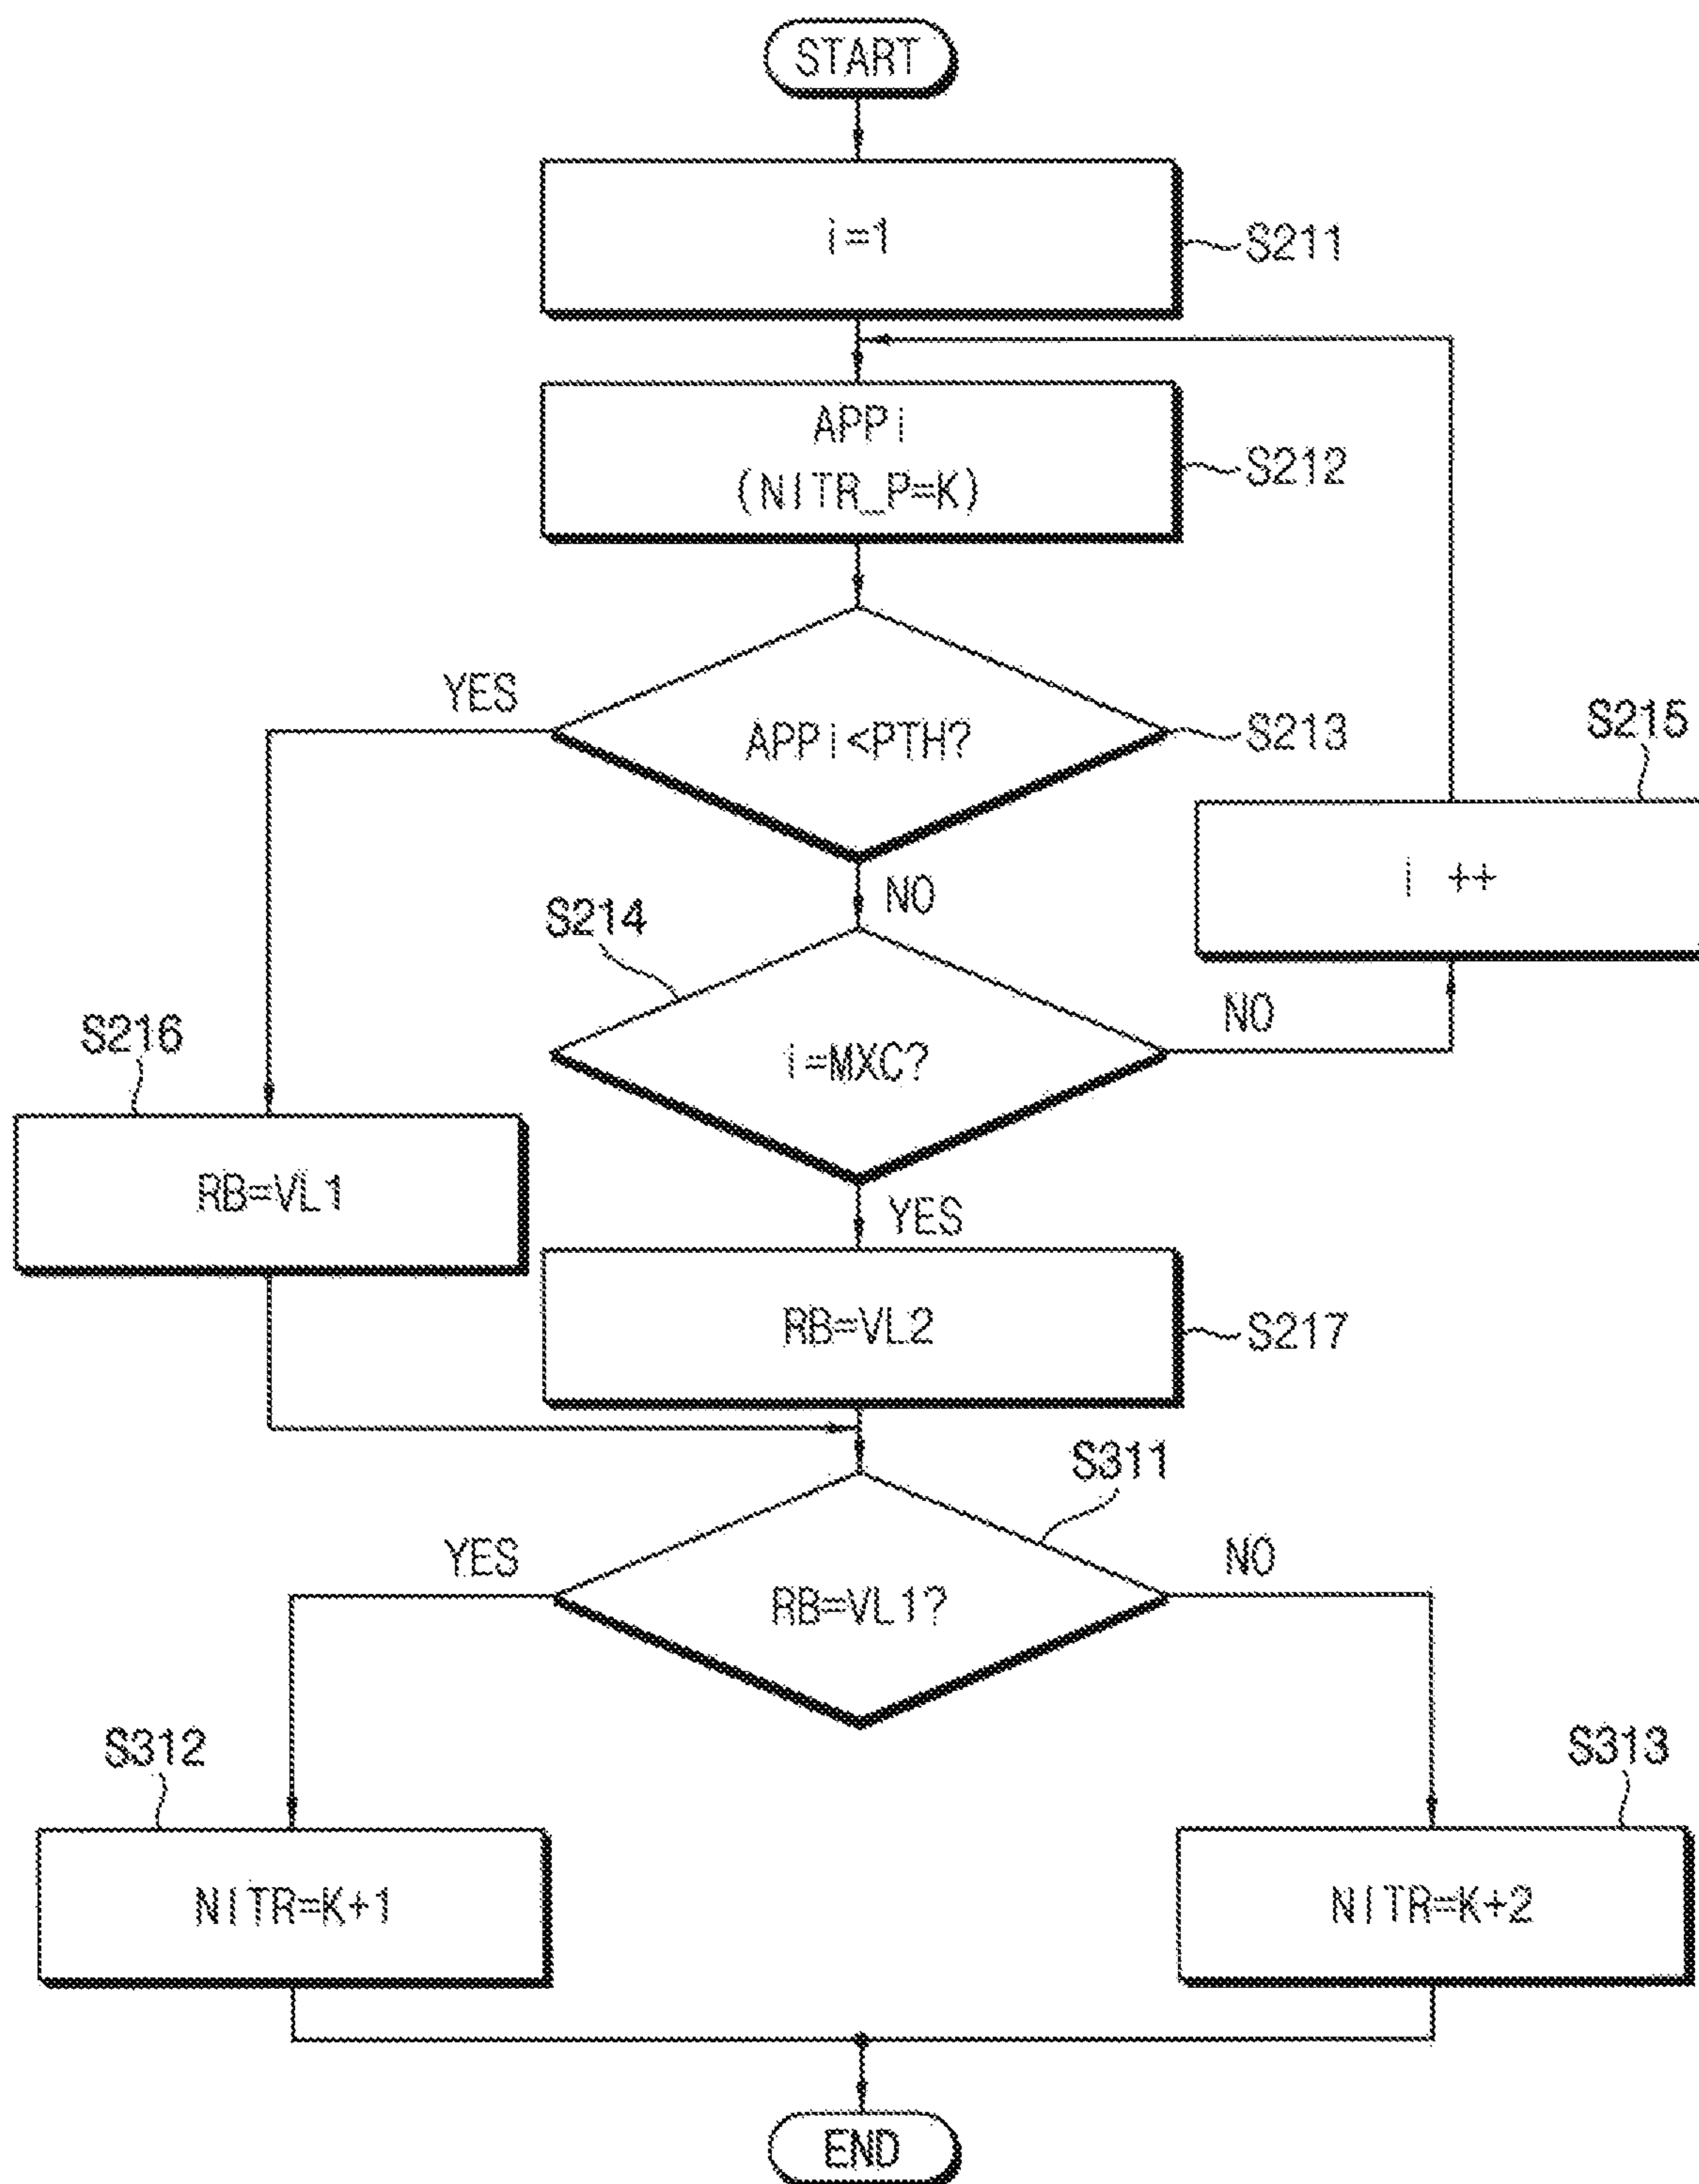 START
i=1
S211
APPi
(NITR_P=K)
S212
YES
APPi<PTH?
S213
S215
NO
i ++
S214
NO
S216
i=MXC?
RB=VL1
YES
RB=VL2
S217
S311
YES
NO
RB=VL1?
S312
S313
NITR=K+1
NITR=K+2
END